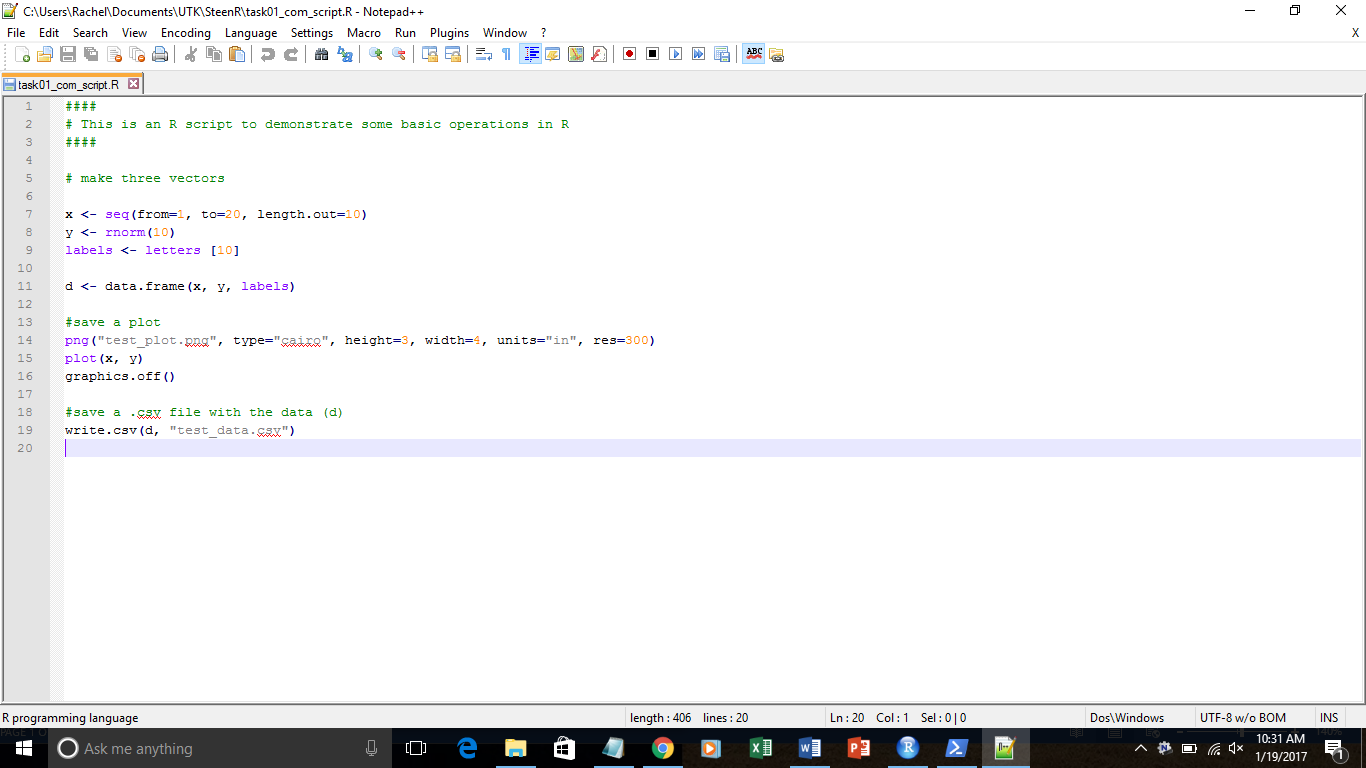 C:\Users\Rachel\Documents\UTK\SteenR\task01_com_script.R - Notepad++
File Edit Search View Encoding Language Settings Macro Run Plugins Window ? X
ABC
task01_com_script.R
1 ####
2 # This is an R script to demonstrate some basic operations in R
3 ####
4
5 # make three vectors
6
7 x <- seq(from=1, to=20, length.out=10)
8 y <- rnorm(10)
9 labels <- letters [10]
10
11 d <- data.frame(x, y, labels)
12
13 #save a plot
14 png("test_plot.png", type="cairo", height=3, width=4, units="in", res=300)
15 plot(x, y)
16 graphics.off()
17
18 #save a .csv file with the data (d)
19 write.csv(d, "test_data.csv")
20
R programming language length : 406 lines : 20 Ln : 20 Col : 1 Sel : 0 | 0 Dos\Windows UTF-8 w/o BOM INS
PAGE 1 O 140%
Ask me anything
10:31 AM
1/19/2017
1